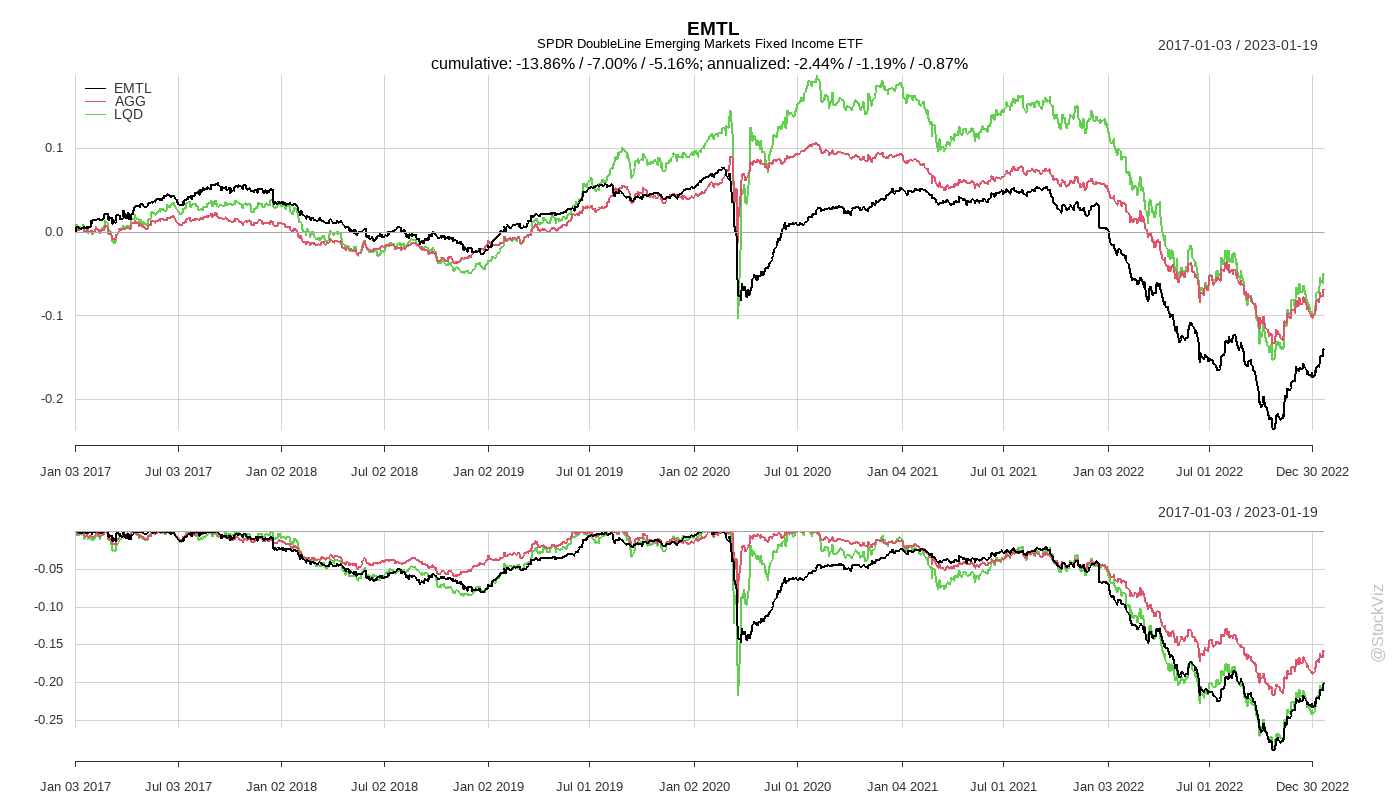 EMTL
SPDR DoubleLine Emerging Markets Fixed Income ETF
2017-01-03 / 2023-01-19
cumulative: -13.86% / -7.00% / -5.16%; annualized: -2.44% / -1.19% / -0.87%
EMTL
AGG
LQD
0.1
0.0
-0.1
-0.2
Jan 03 2017 Jul 03 2017 Jan 02 2018 Jul 02 2018 Jan 02 2019 Jul 01 2019 Jan 02 2020 Jul 01 2020 Jan 04 2021 Jul 01 2021 Jan 03 2022 Jul 01 2022 Dec 30 2022
2017-01-03 / 2023-01-19
-0.05
-0.10
-0.15
-0.20
-0.25
Jan 03 2017 Jul 03 2017 Jan 02 2018 Jul 02 2018 Jan 02 2019 Jul 01 2019 Jan 02 2020 Jul 01 2020 Jan 04 2021 Jul 01 2021 Jan 03 2022 Jul 01 2022 Dec 30 2022
@StockViz